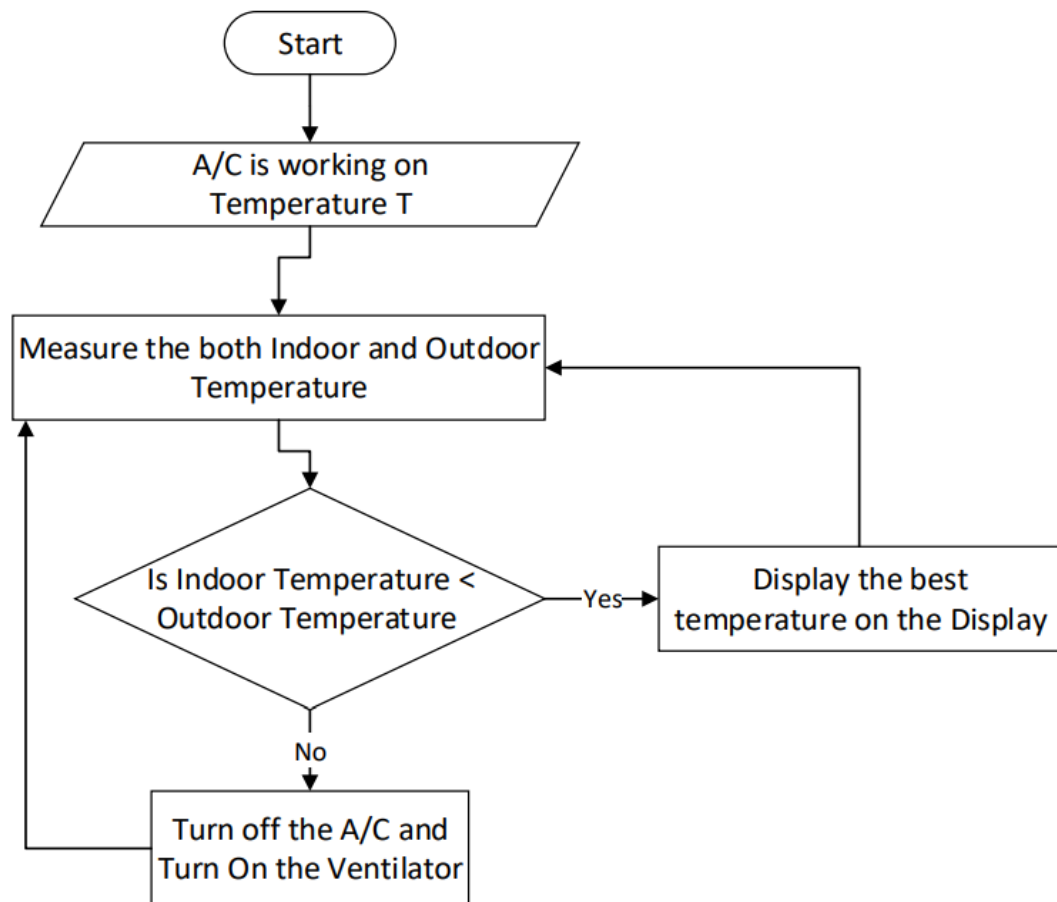 Start
A/C is working on
Temperature T
Measure the both Indoor and Outdoor
Temperature
Is Indoor Temperature <
Outdoor Temperature
Yes
Display the best
temperature on the Display
No
Turn off the A/C and
Turn On the Ventilator